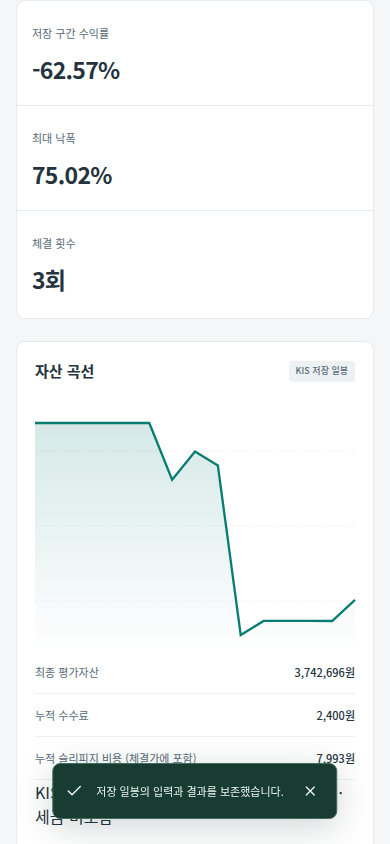 저장 구간 수익률
-62.57%
최대 낙폭
75.02%
체결 횟수
3회
자산 곡선
KIS 저장 일봉
최종 평가자산
3,742,696원
누적 수수료
2,400원
누적 슬리피지 비용 (체결가에 포함)
7,993원
저장 일봉의 입력과 결과를 보존했습니다.
세금